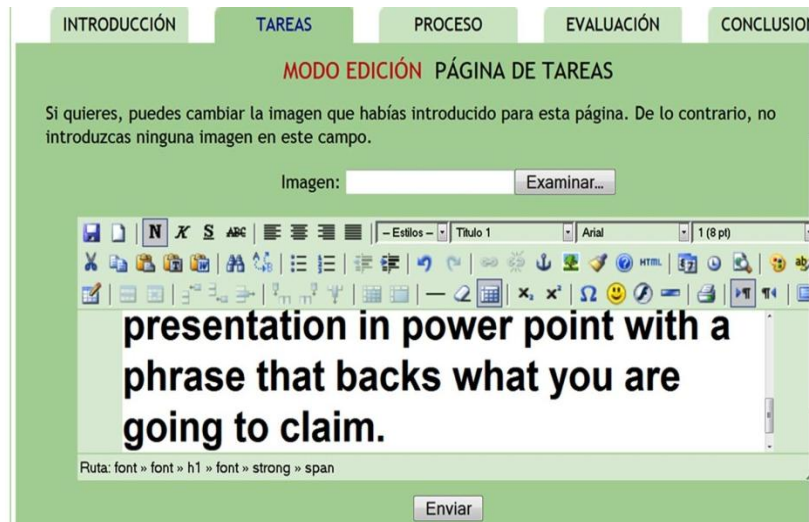 INTRODUCCIÓN TAREAS PROCESO EVALUACIÓN CONCLUSION
MODO EDICIÓN PÁGINA DE TAREAS
Si quieres, puedes cambiar la imagen que habías introducido para esta página. De lo contrario, no
introduzcas ninguna imagen en este campo.
Imagen: Examinar...
N K S ABC – Estilos – Título 1 Arial 1 (8 pt)
HTML
presentation in power point with a
phrase that backs what you are
going to claim.
Ruta: font » font » h1 » font » strong » span
Enviar